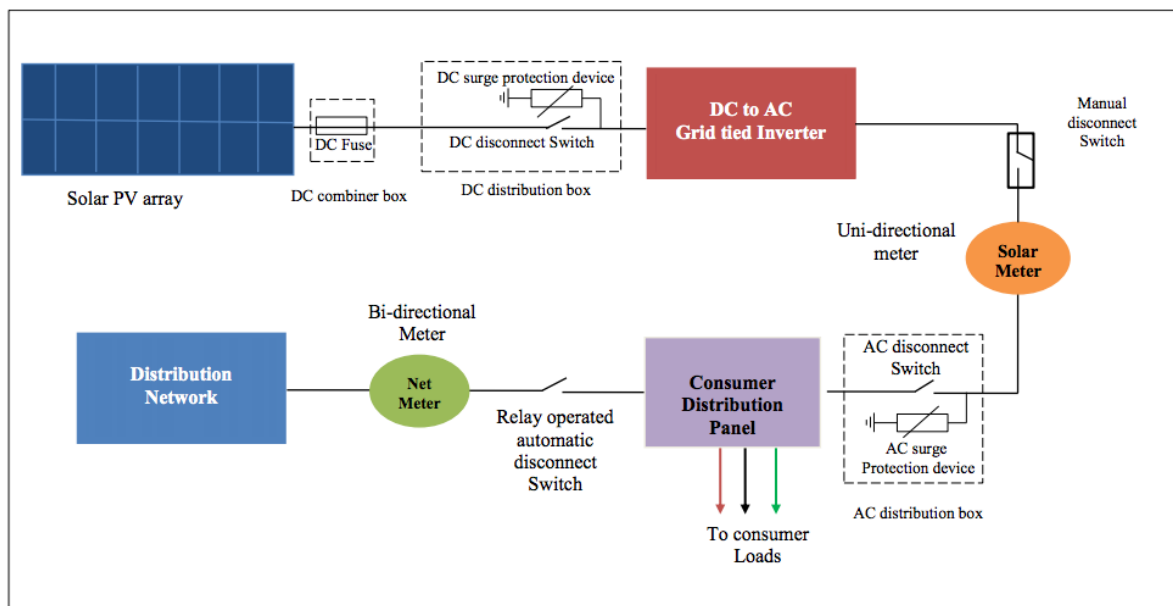 DC surge protection device
DC to AC
Grid tied Inverter
Manual
disconnect
Switch
DC Fuse
DC disconnect Switch
Solar PV array
DC combiner box
DC distribution box
Uni-directional
meter
Solar
Meter
Bi-directional
Meter
Distribution
Network
Net
Meter
Relay operated
automatic
disconnect
Switch
Consumer
Distribution
Panel
AC disconnect
Switch
AC surge
Protection device
AC distribution box
To consumer
Loads